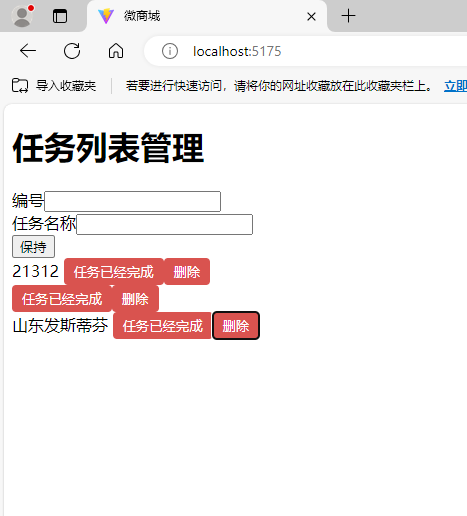 微商城
localhost:5175
导入收藏夹 若要进行快速访问，请将你的网址收藏放在此收藏夹栏上。 立即
任务列表管理
编号
任务名称
保持
21312 任务已经完成 删除
任务已经完成 删除
山东发斯蒂芬 任务已经完成 删除